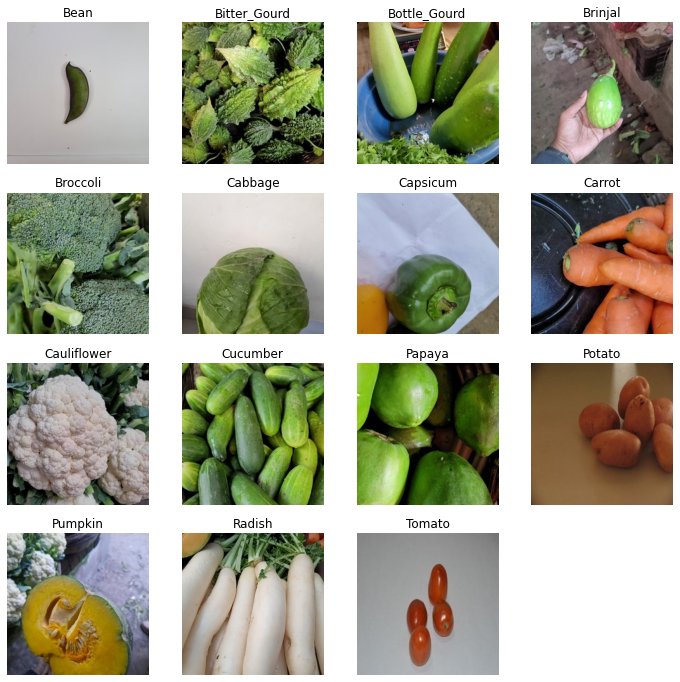 Bean
Bitter_Gourd
Bottle_Gourd
Brinjal
Broccoli
Cabbage
Capsicum
Carrot
Cauliflower
Cucumber
Papaya
Potato
Pumpkin
Radish
Tomato